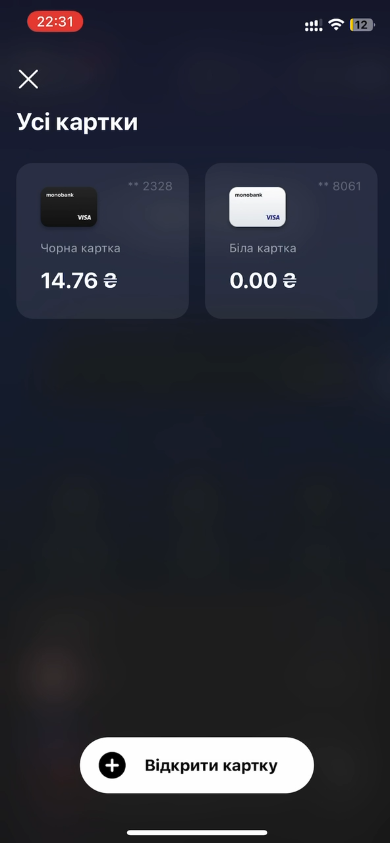 22:31
12
Усі картки
•• 2328
monobank
VISA
Чорна картка
14.76 ₴
•• 8061
monobank
VISA
Біла картка
0.00 ₴
Відкрити картку